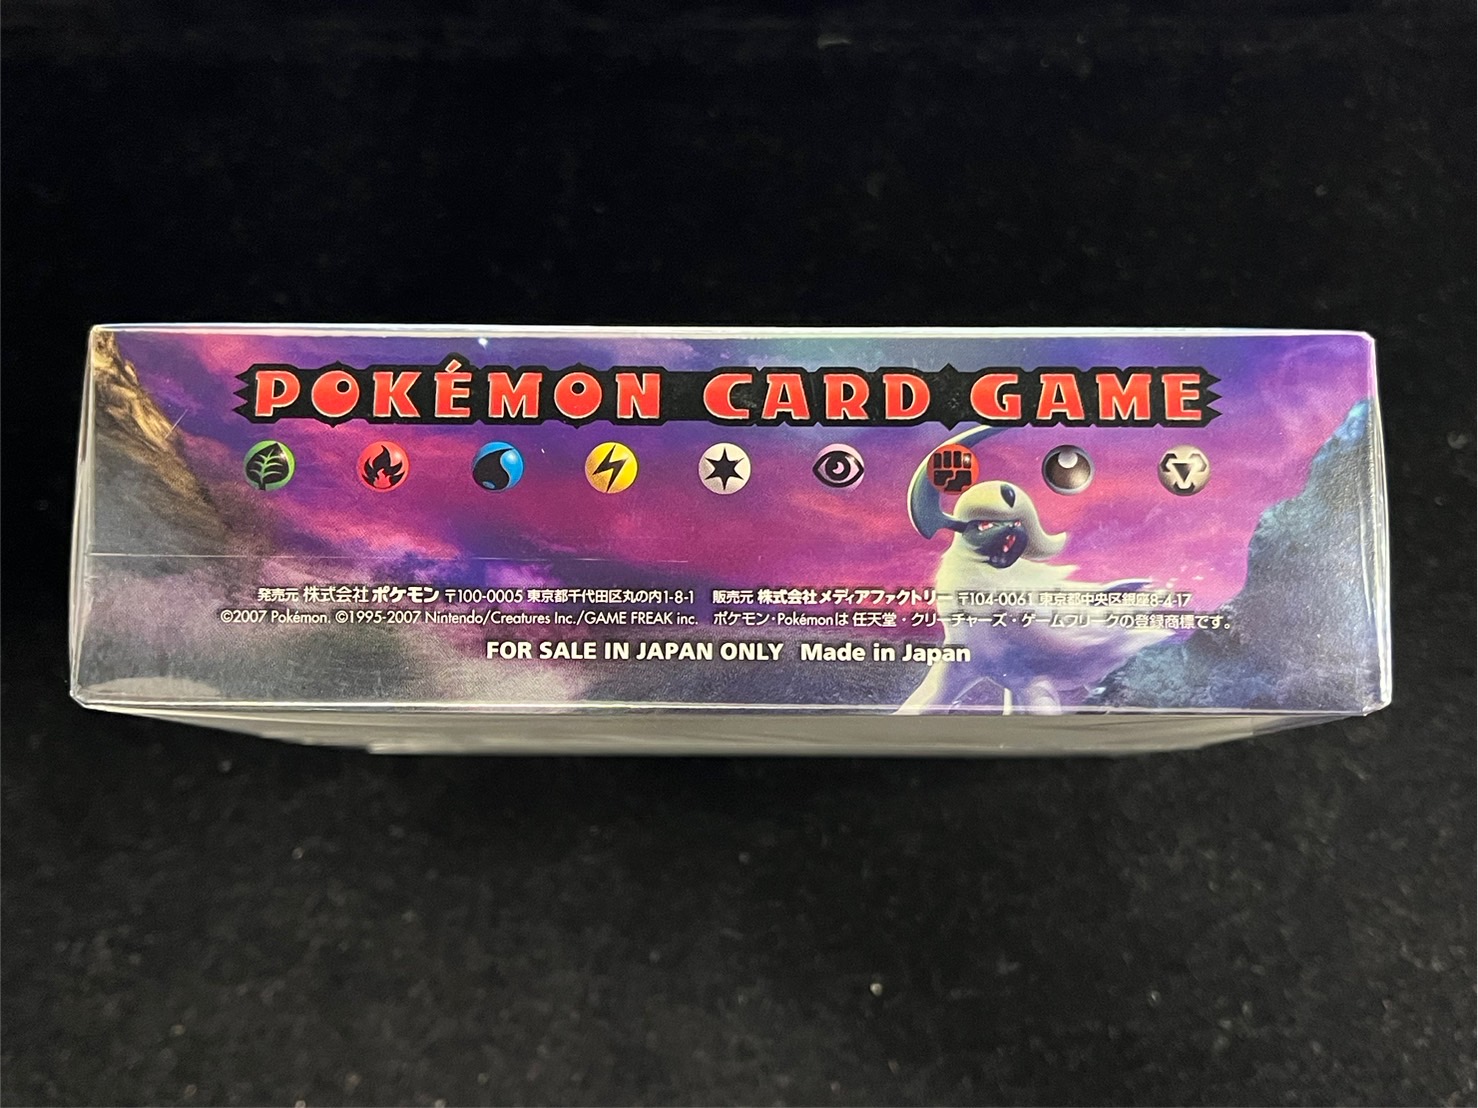 POKÉMON CARD GAME
発売元 株式会社ポケモン 〒100-0005 東京都千代田区丸の内1-8-1 販売元 株式会社メディアファクトリー 〒104-0061 東京都中央区銀座8-4-17
©2007 Pokémon. ©1995-2007 Nintendo/Creatures Inc./GAME FREAK inc. ポケモン・Pokémonは 任天堂・クリーチャーズ・ゲームフリークの登録商標です。
FOR SALE IN JAPAN ONLY Made in Japan